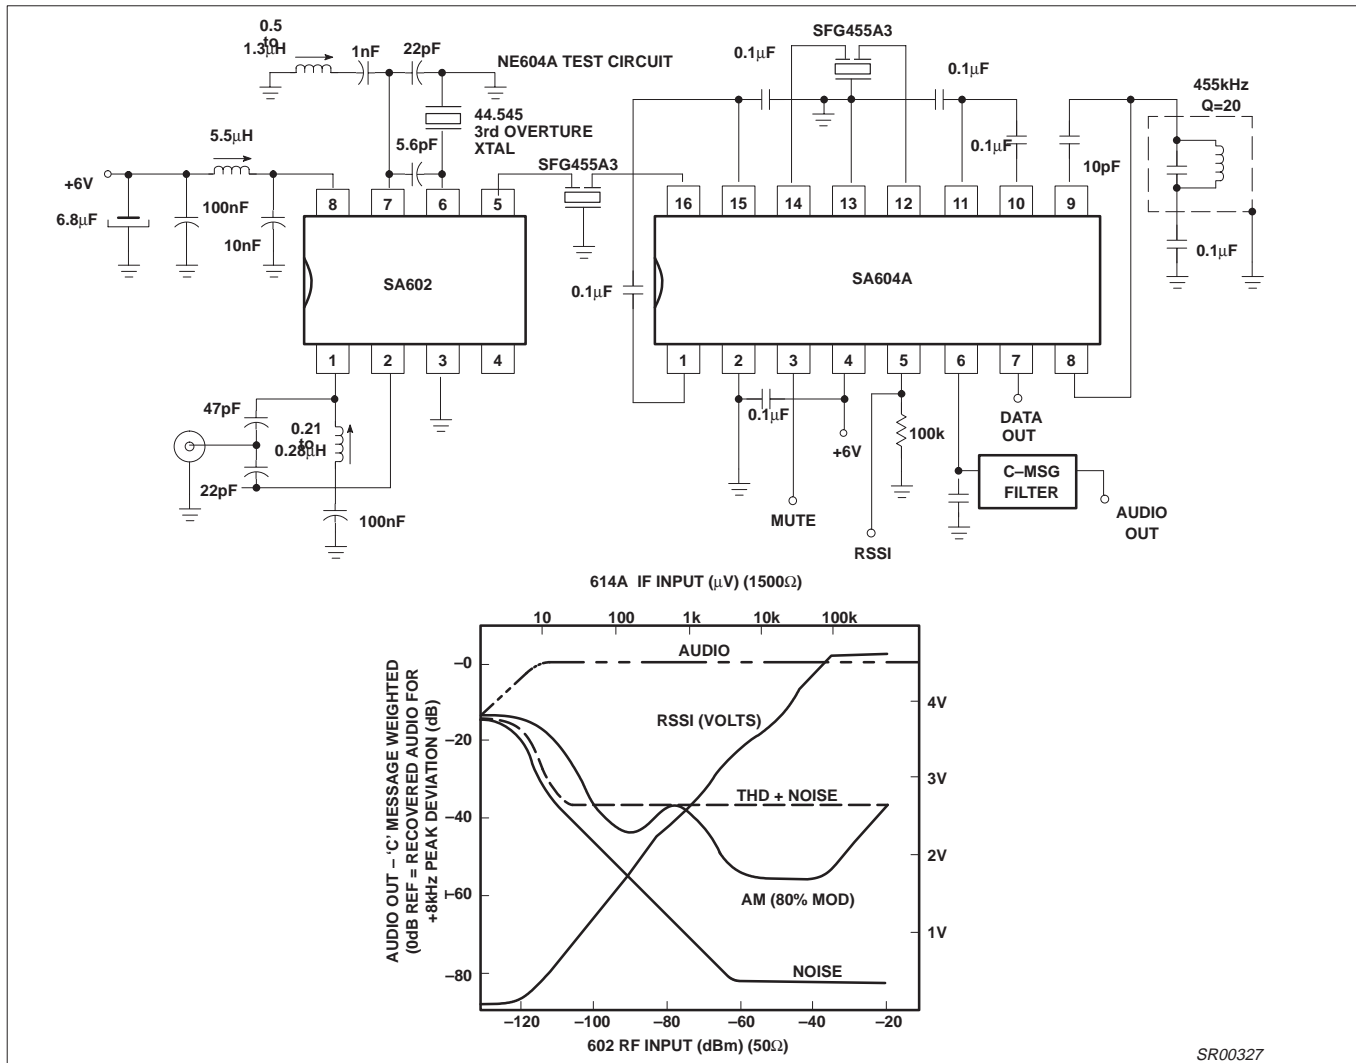 0.5
to
1.3µH
1nF
22pF
NE604A TEST CIRCUIT
44.545
3rd OVERTURE
XTAL
5.6pF
5.5µH
+6V
6.8µF
100nF
10nF
SFG455A3
8
7
6
5
SA602
1
2
3
4
47pF
0.21
to
0.28µH
22pF
100nF
SFG455A3
0.1µF
0.1µF
0.1µF
0.1µF
10pF
455kHz
Q=20
0.1µF
16
15
14
13
12
11
10
9
SA604A
1
2
3
4
5
6
7
8
0.1µF
MUTE
+6V
RSSI
100k
DATA
OUT
C–MSG
FILTER
AUDIO
OUT
614A IF INPUT (µV) (1500Ω)
10
100
1k
10k
100k
AUDIO OUT – 'C' MESSAGE WEIGHTED
(0dB REF = RECOVERED AUDIO FOR
+8kHz PEAK DEVIATION (dB)
–0
–20
–40
–60
–80
AUDIO
RSSI (VOLTS)
THD + NOISE
AM (80% MOD)
NOISE
4V
3V
2V
1V
–120
–100
–80
–60
–40
–20
602 RF INPUT (dBm) (50Ω)
SR00327